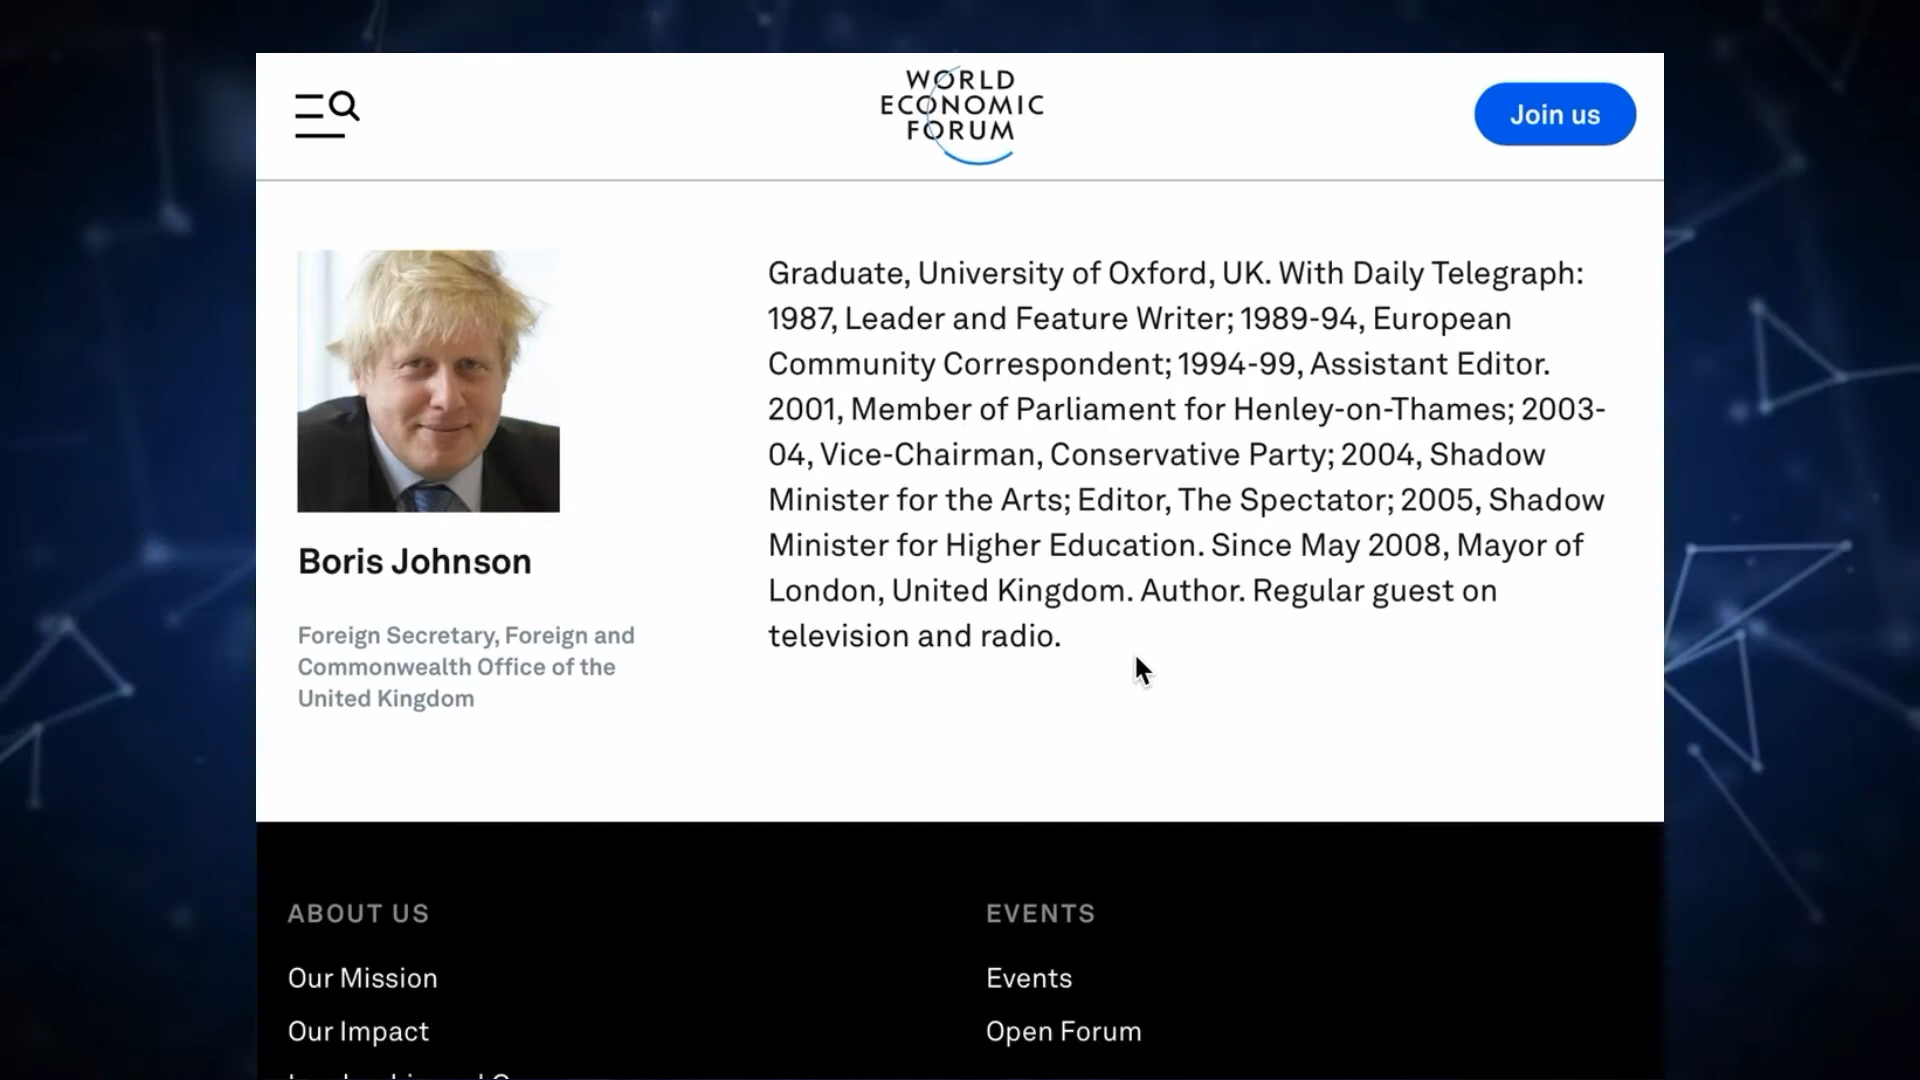 WORLD
ECONOMIC
FORUM
Join us
Graduate, University of Oxford, UK. With Daily Telegraph:
1987, Leader and Feature Writer; 1989-94, European
Community Correspondent; 1994-99, Assistant Editor.
2001, Member of Parliament for Henley-on-Thames; 2003-
04, Vice-Chairman, Conservative Party; 2004, Shadow
Minister for the Arts; Editor, The Spectator; 2005, Shadow
Minister for Higher Education. Since May 2008, Mayor of
London, United Kingdom. Author. Regular guest on
television and radio.
Boris Johnson
Foreign Secretary, Foreign and
Commonwealth Office of the
United Kingdom
ABOUT US
Our Mission
Our Impact
EVENTS
Events
Open Forum